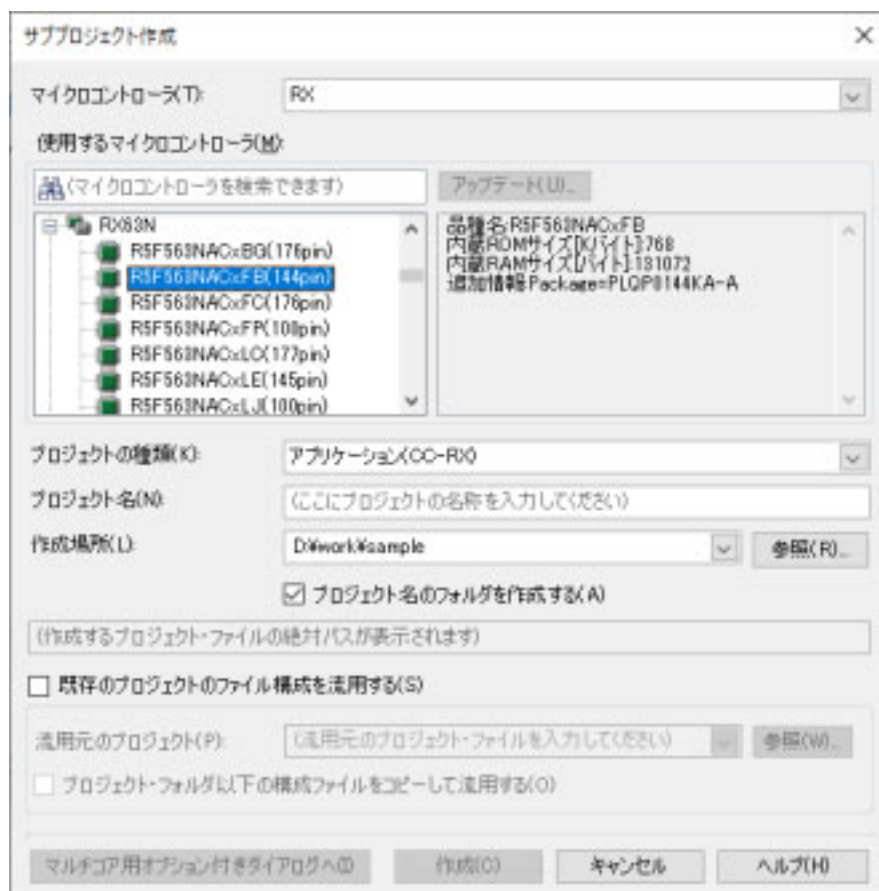 サブプロジェクト作成
マイクロコントローラ(T):
RX
使用するマイクロコントローラ(M):
(マイクロコントローラを検索できます)
アップデート(U)...
RX63N
R5F563NACxBG(176pin)
R5F563NACxFB(144pin)
R5F563NACxFC(176pin)
R5F563NACxFP(100pin)
R5F563NACxLC(177pin)
R5F563NACxLE(145pin)
R5F563NACxLJ(100pin)
品種名:R5F563NACxFB
内蔵ROMサイズ[Kバイト]:768
内蔵RAMサイズ[バイト]:131072
追加情報:Package=PLQP0144KA-A
プロジェクトの種類(K):
アプリケーション(CC-RX)
プロジェクト名(N):
(ここにプロジェクトの名称を入力してください)
作成場所(L):
D:¥work¥sample
参照(R)...
プロジェクト名のフォルダを作成する(A)
(作成するプロジェクト・ファイルの絶対パスが表示されます)
既存のプロジェクトのファイル構成を流用する(S)
流用元のプロジェクト(P):
(流用元のプロジェクト・ファイルを入力してください)
参照(W)...
プロジェクト・フォルダ以下の構成ファイルをコピーして流用する(O)
マルチコア用オプション付きダイアログへ(I)
作成(C)
キャンセル
ヘルプ(H)